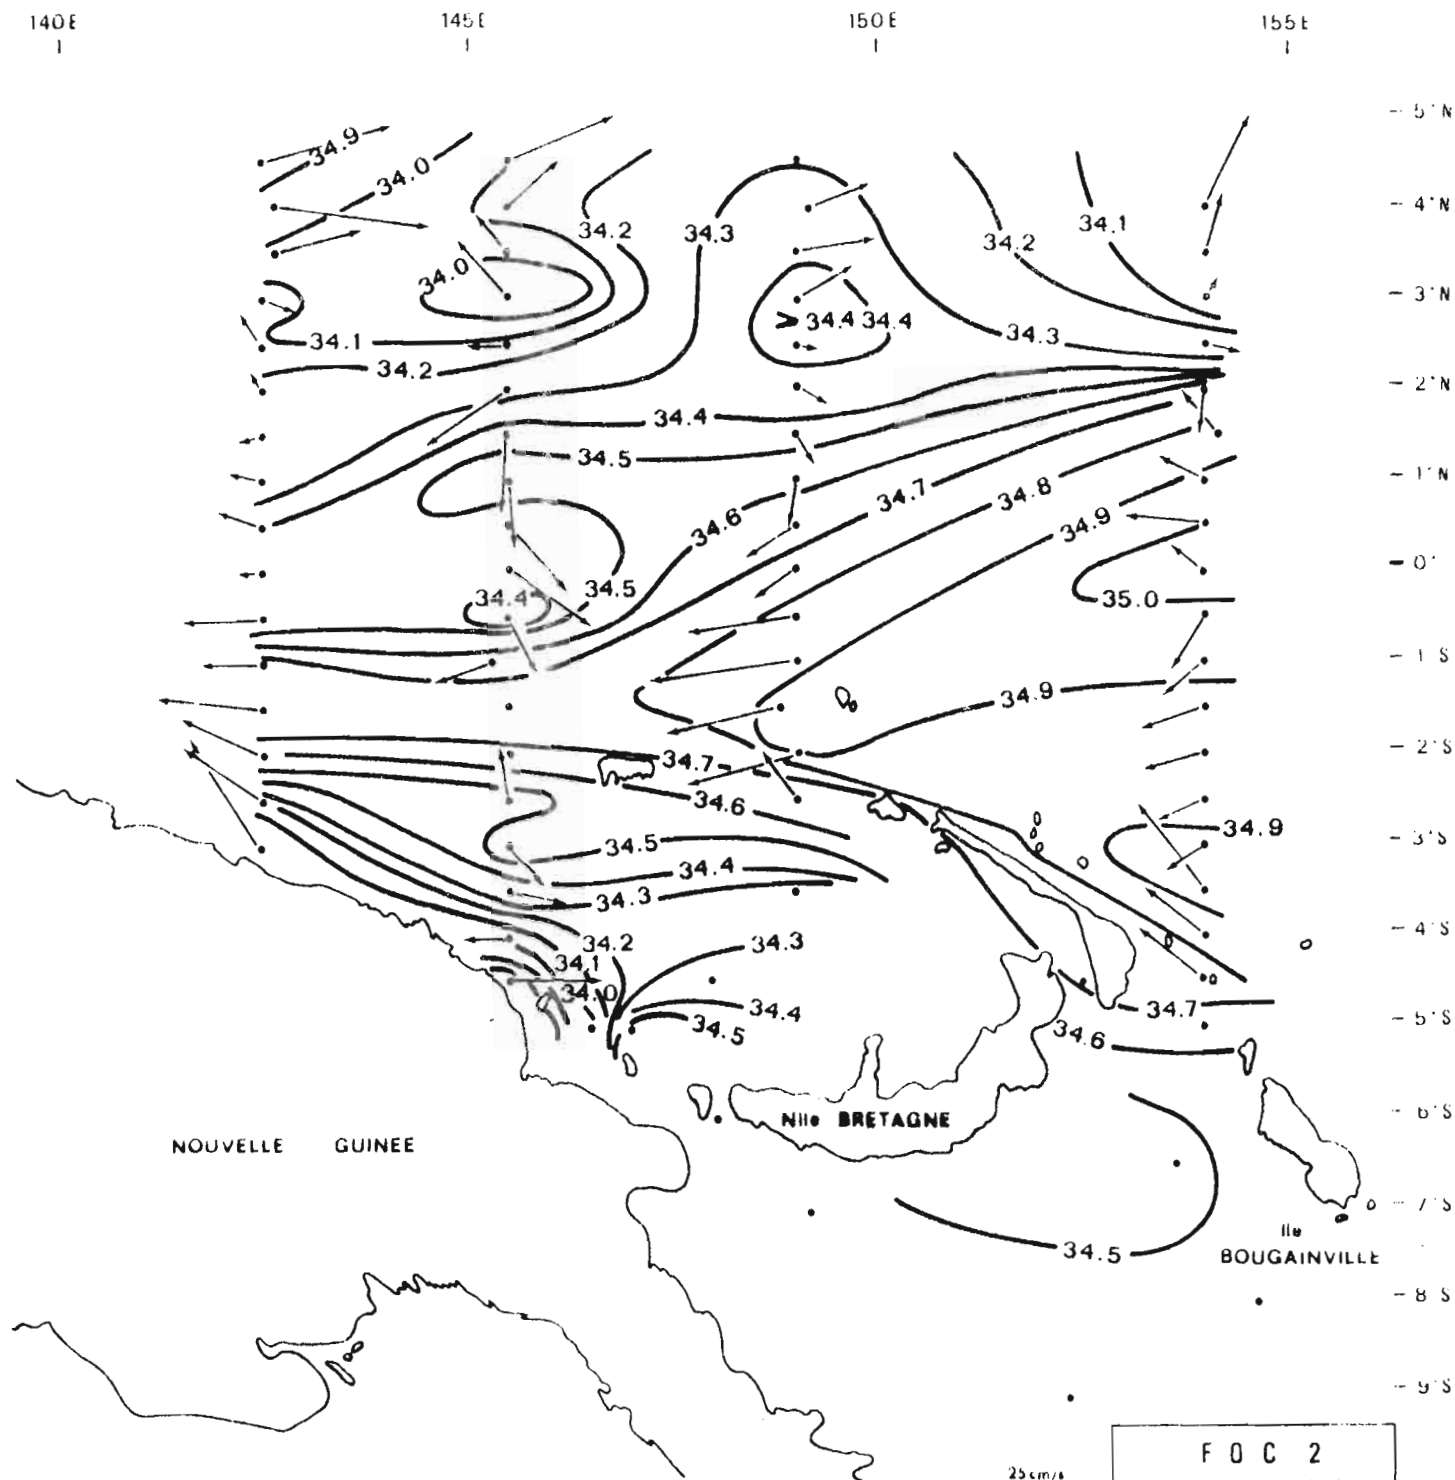 140E 145E 150E 155E
5°N
34.9
34.0
4°N
34.2 34.3 34.2 34.1
34.0
3°N
> 34.4 34.4
34.1 34.3
34.2
2°N
34.4
34.5
1°N
34.7 34.8
34.6 34.9
0°
34.4 34.5 35.0
1°S
34.9
2°S
34.7
34.6
34.5 34.9
3°S
34.4
34.3
4°S
34.2 34.3
34.1
34.0
34.4 34.7
5°S
34.5 34.6
6°S
Nlle BRETAGNE
NOUVELLE GUINEE
7°S
34.5
Ile
BOUGAINVILLE
8°S
9°S
F O C 2
25 cm/s